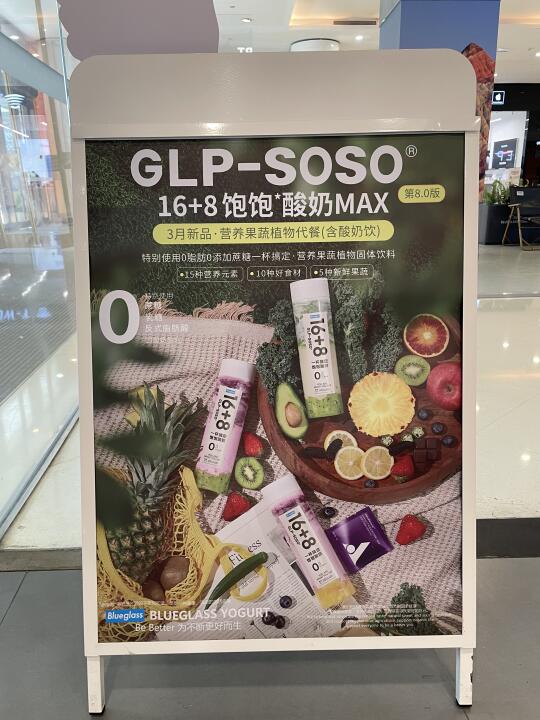 GLP-SOSO®
16+8饱饱*酸奶MAX
第8.0版
3月新品·营养果蔬植物代餐(含酸奶饮)
特别使用0脂肪0添加蔗糖一杯搞定·营养果蔬植物固体饮料
•15种营养元素 •10种好食材 •5种新鲜果蔬
0
反式脂肪酸
16+8
16+8
16+8
Fitness
Blueglass BLUEGLASS YOGURT
Be Better 为不断更好而生